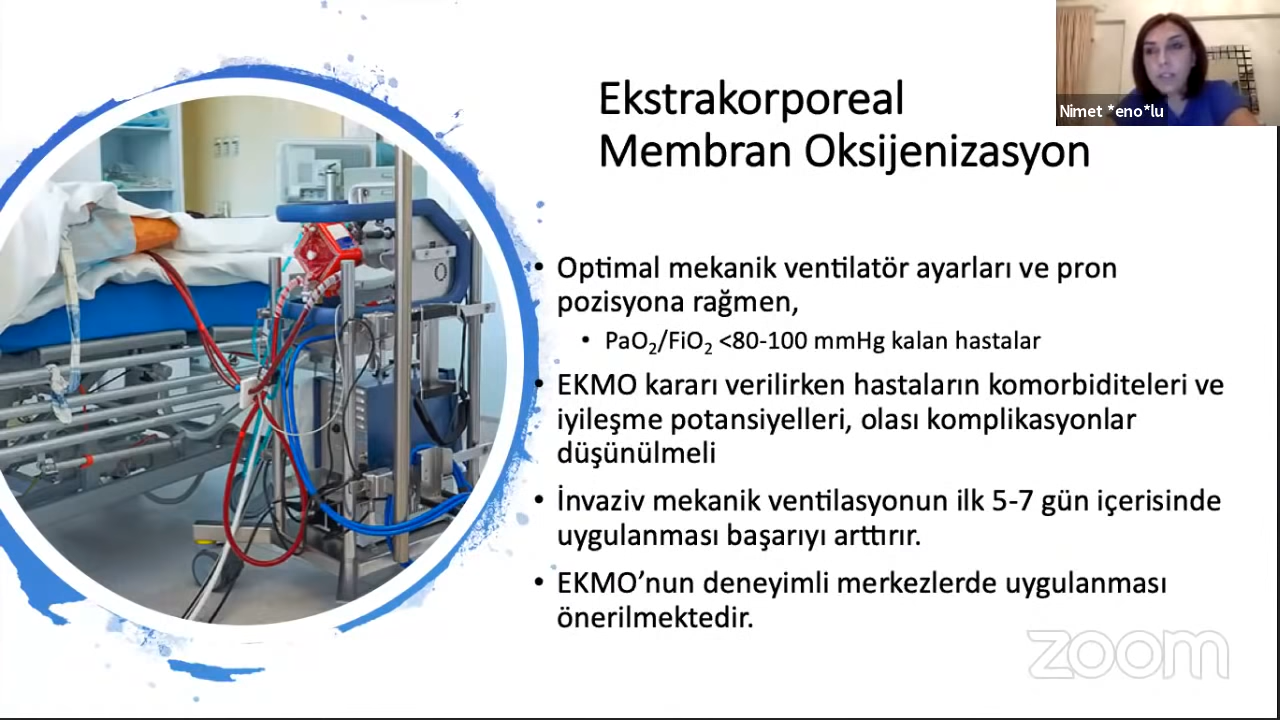 Ekstrakorporeal
Membran Oksijenizasyon
Nimet *eno*lu
• Optimal mekanik ventilatör ayarları ve pron
pozisyona rağmen,
• PaO₂/FiO₂ <80-100 mmHg kalan hastalar
• EKMO kararı verilirken hastaların komorbiditeleri ve
iyileşme potansiyelleri, olası komplikasyonlar
düşünülmeli
• İnvaziv mekanik ventilasyonun ilk 5-7 gün içerisinde
uygulanması başarıyı arttırır.
• EKMO’nun deneyimli merkezlerde uygulanması
önerilmektedir.
zoom